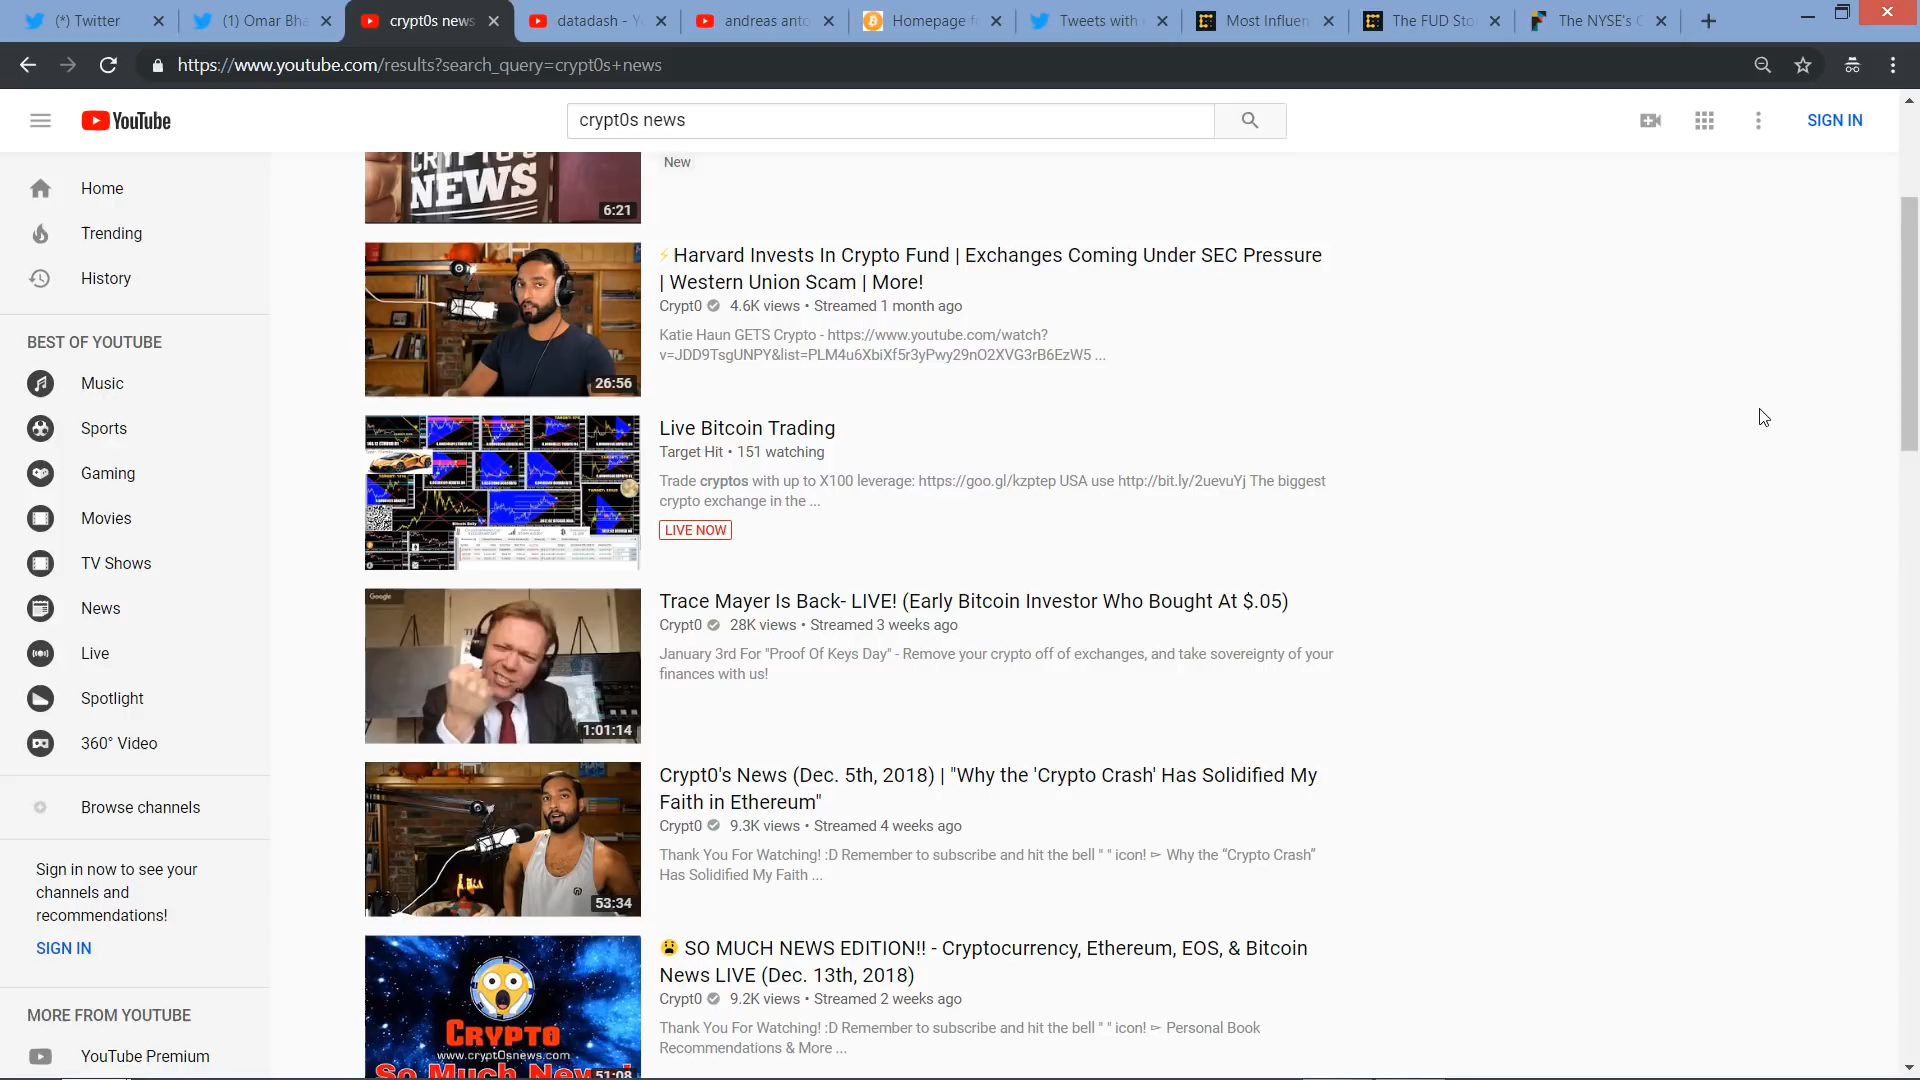 (*) Twitter
(1) Omar Bha
crypt0s news
datadash - Y
andreas anto
Homepage f
Tweets with
Most Influen
The FUD Sto
The NYSE's O
https://www.youtube.com/results?search_query=crypt0s+news
YouTube
crypt0s news
SIGN IN
Home
Trending
History
BEST OF YOUTUBE
Music
Sports
Gaming
Movies
TV Shows
News
Live
Spotlight
360° Video
Browse channels
Sign in now to see your
channels and
recommendations!
SIGN IN
MORE FROM YOUTUBE
YouTube Premium
CRYPTO'S
NEWS
6:21
New
⚡Harvard Invests In Crypto Fund | Exchanges Coming Under SEC Pressure
| Western Union Scam | More!
Crypt0 4.6K views • Streamed 1 month ago
Katie Haun GETS Crypto - https://www.youtube.com/watch?
v=JDD9TsgUNPY&list=PLM4u6XbiXf5r3yPwy29nO2XVG3rB6EzW5 ...
26:56
Live Bitcoin Trading
Target Hit • 151 watching
Trade cryptos with up to X100 leverage: https://goo.gl/kzptep USA use http://bit.ly/2uevuYj The biggest
crypto exchange in the ...
LIVE NOW
Google
Trace Mayer Is Back- LIVE! (Early Bitcoin Investor Who Bought At $.05)
Crypt0 28K views • Streamed 3 weeks ago
January 3rd For "Proof Of Keys Day" - Remove your crypto off of exchanges, and take sovereignty of your
finances with us!
1:01:14
Crypt0's News (Dec. 5th, 2018) | "Why the 'Crypto Crash' Has Solidified My
Faith in Ethereum"
Crypt0 9.3K views • Streamed 4 weeks ago
Thank You For Watching! :D Remember to subscribe and hit the bell " " icon! ► Why the “Crypto Crash”
Has Solidified My Faith ...
53:34
😫 SO MUCH NEWS EDITION!! - Cryptocurrency, Ethereum, EOS, & Bitcoin
News LIVE (Dec. 13th, 2018)
Crypt0 9.2K views • Streamed 2 weeks ago
Thank You For Watching! :D Remember to subscribe and hit the bell " " icon! ► Personal Book
Recommendations & More ...
CRYPTO
www.crypt0snews.com
So Much New
51:08